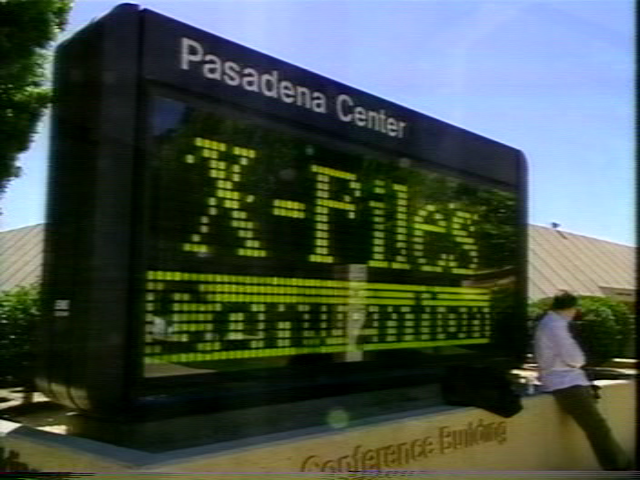 Pasadena Center
X-Files
Convention
Conference Building